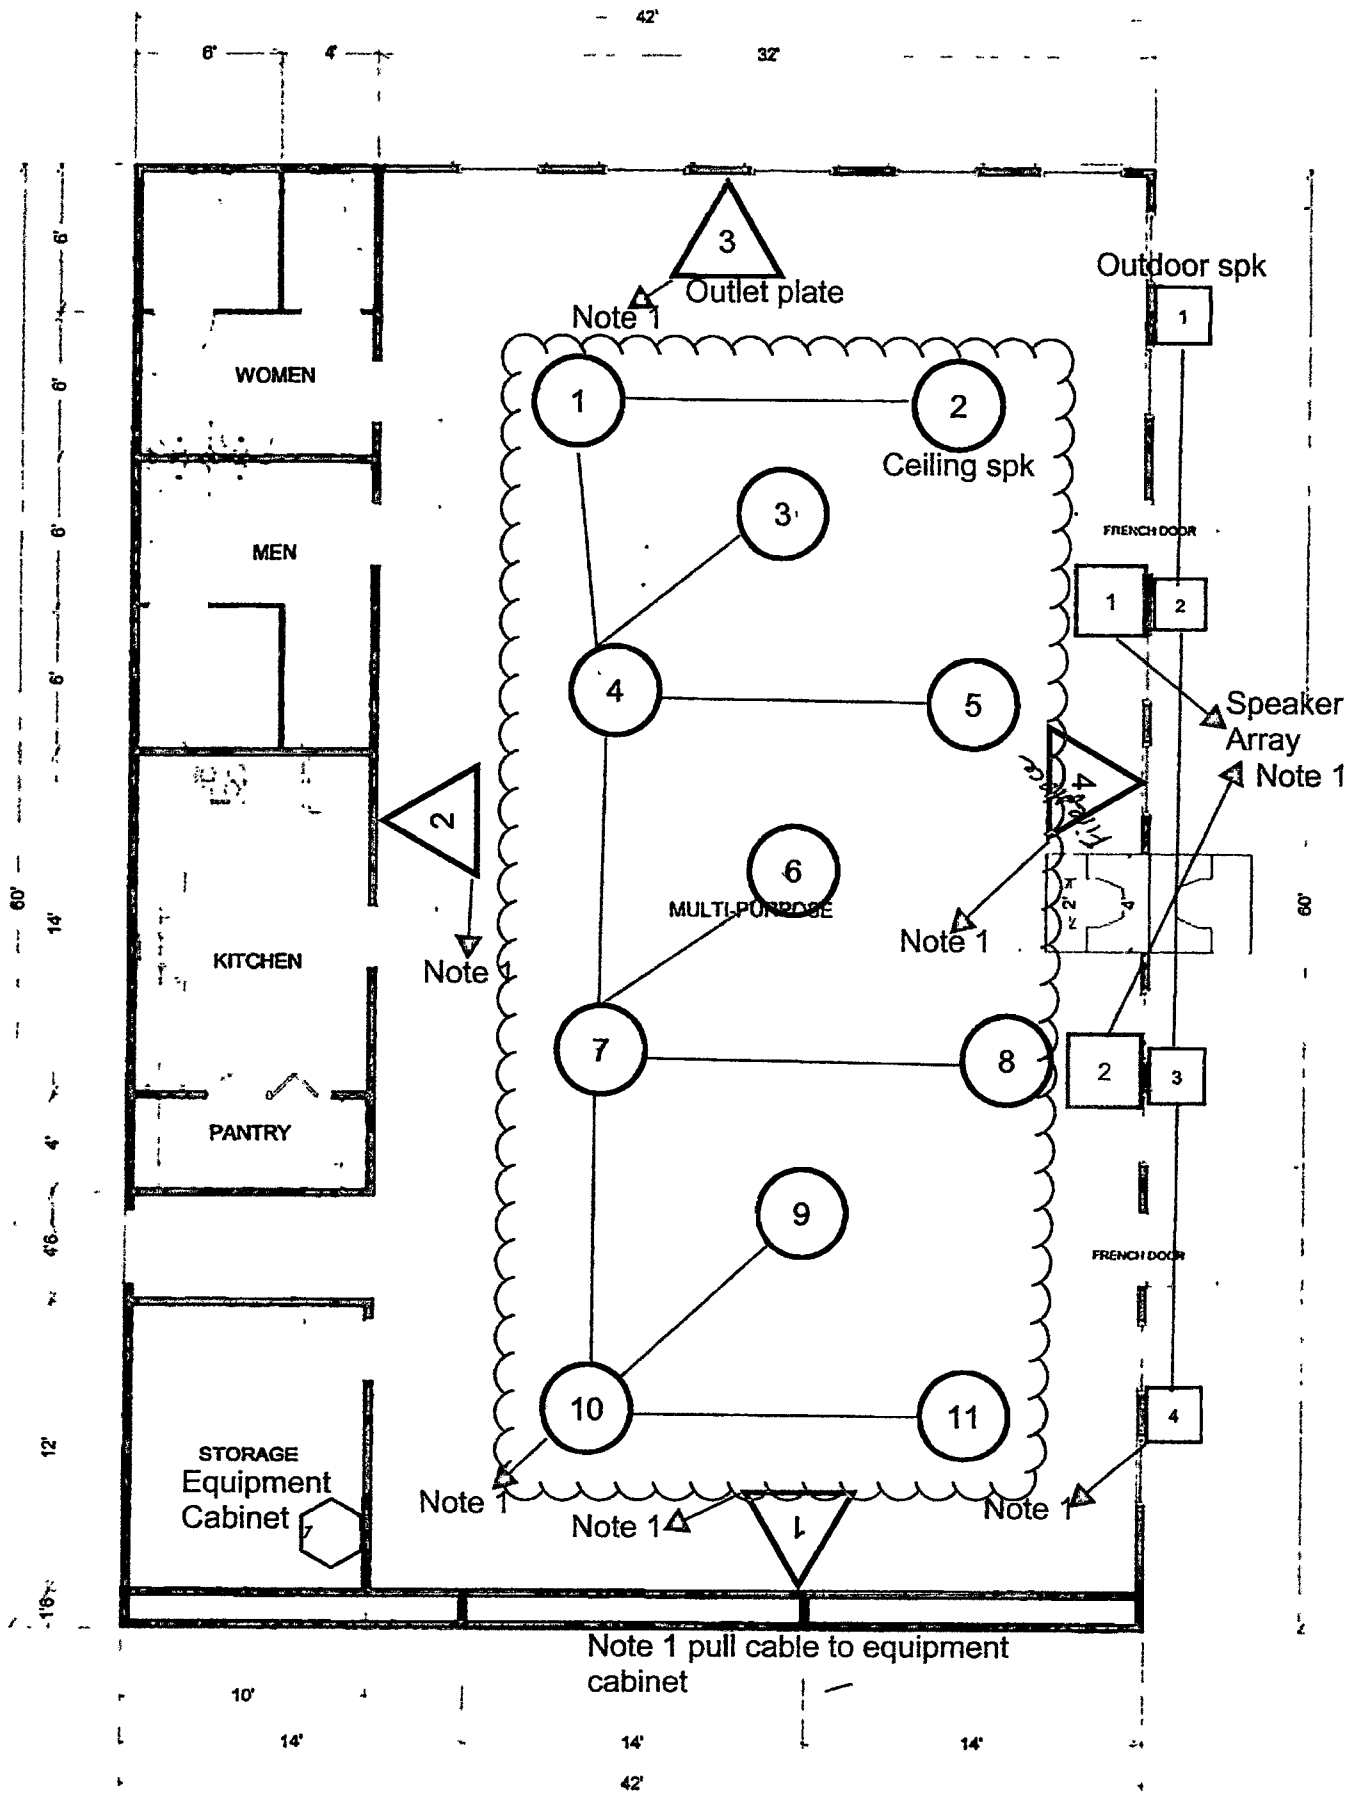 42'
6'
4'
32'
3
Outdoor spk
Outlet plate
Note 1
1
6'
WOMEN
6'
1
2
Ceiling spk
3
FRENCH DOOR
MEN
6'
1
2
6'
4
5
Speaker
Array
Note 1
2
4
6
MULTI-PURPOSE
2'
4'
60'
14'
60'
Note 1
KITCHEN
Note 1
7
8
2
3
PANTRY
4'
9
4'6
FRENCH DOOR
10
11
4
12'
STORAGE
Equipment
Cabinet
Note 1
Note 1
Note 1
1
1'6
Note 1 pull cable to equipment
cabinet
10'
14'
14'
14'
42'